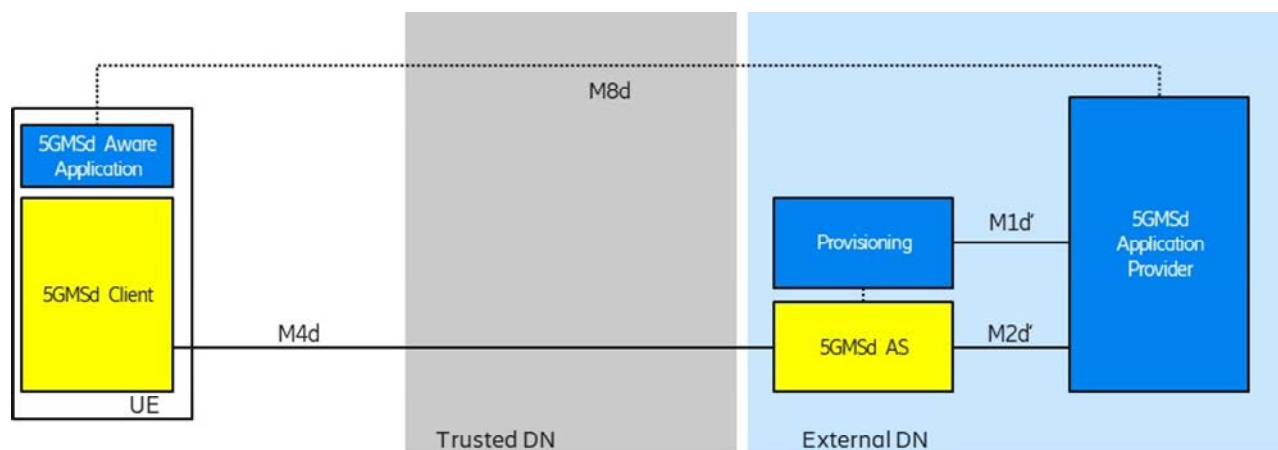 M8d
5GMSd Aware
Application
5GMSd Client
UE
M4d
Trusted DN
Provisioning
M1d'
5GMSd AS
M2d'
5GMSd
Application
Provider
External DN